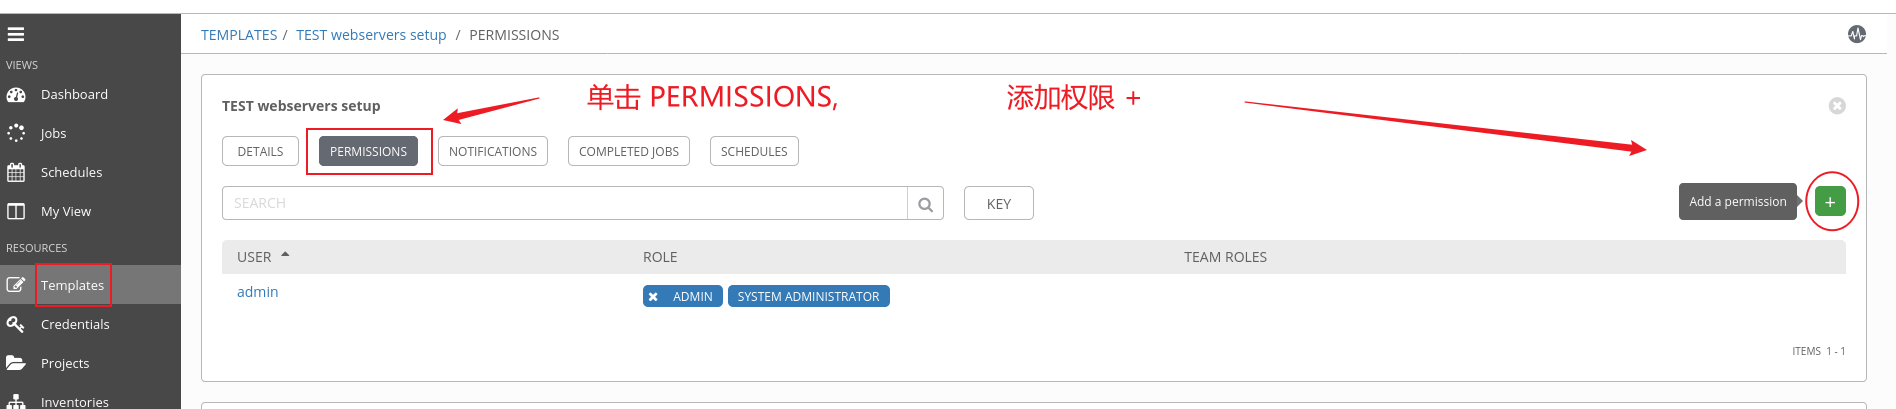 TEMPLATES / TEST webservers setup / PERMISSIONS
VIEWS
Dashboard
Jobs
Schedules
My View
RESOURCES
Templates
Credentials
Projects
Inventories
单击 PERMISSIONS, 添加权限 +
TEST webservers setup
DETAILS PERMISSIONS NOTIFICATIONS COMPLETED JOBS SCHEDULES
SEARCH KEY Add a permission +
USER ROLE TEAM ROLES
admin ADMIN SYSTEM ADMINISTRATOR
ITEMS 1 - 1